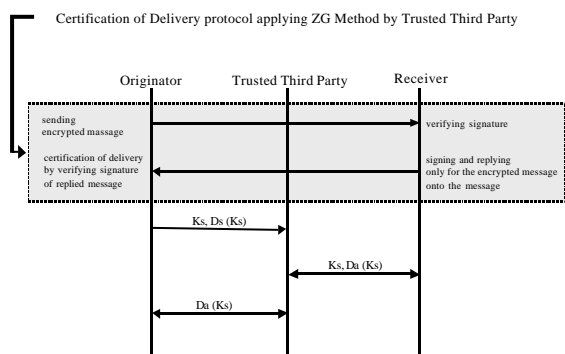 Certification of Delivery protocol applying ZG Method by Trusted Third Party
Originator
Trusted Third Party
Receiver
sending
encrypted massage
verifying signature
certification of delivery
by verifying signature
of replied message
signing and replying
only for the encrypted message
onto the message
Ks, Ds (Ks)
Ks, Da (Ks)
Da (Ks)